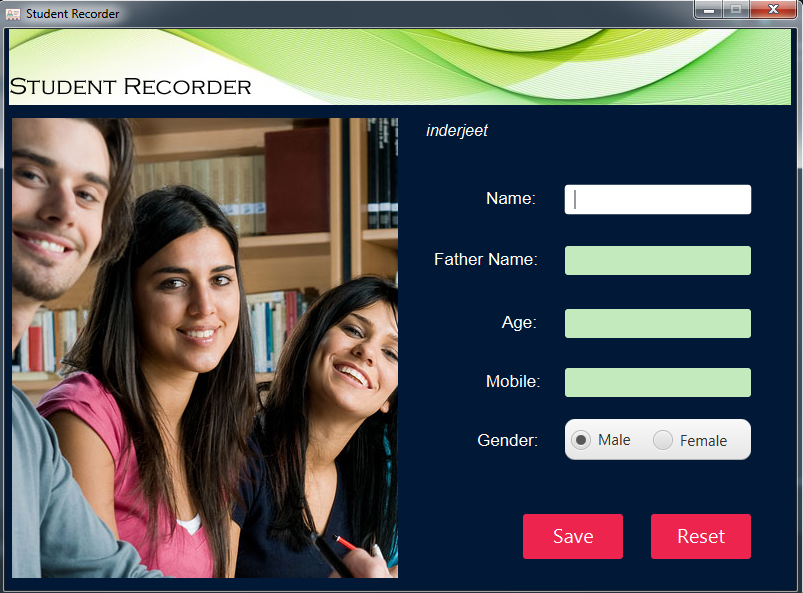 Student Recorder
STUDENT RECORDER
inderjeet
Name:
Father Name:
Age:
Mobile:
Gender:
Male
Female
Save
Reset